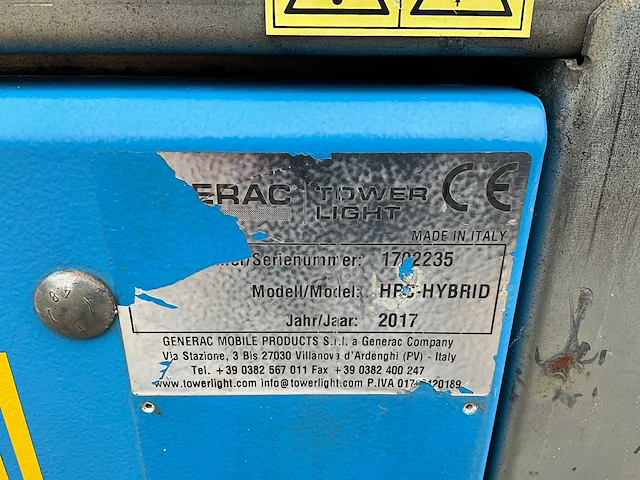 ERAC TOWER LIGHT CE
MADE IN ITALY
/Serienummer:
Modell/Model: -HYBRID
Jahr/Jaar: 2017
GENERAC MOBILE PRODUCTS S.r.l. a Generac Company
Via Stazione, 3 Bis 27030 Villanova d'Ardenghi (PV) - Italy
Tel. +39 0382 567 011 Fax +39 0382 400 247
www.towerlight.com info@towerlight.com P.IVA